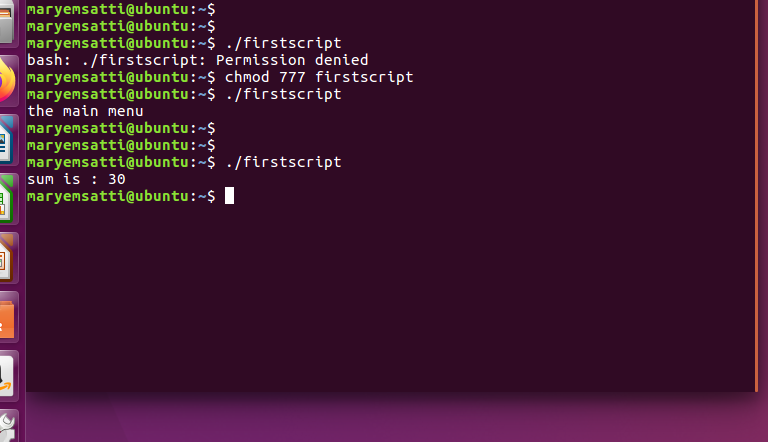 maryemsatti@ubuntu:~$
maryemsatti@ubuntu:~$
maryemsatti@ubuntu:~$ ./firstscript
bash: ./firstscript: Permission denied
maryemsatti@ubuntu:~$ chmod 777 firstscript
maryemsatti@ubuntu:~$ ./firstscript
the main menu
maryemsatti@ubuntu:~$
maryemsatti@ubuntu:~$
maryemsatti@ubuntu:~$ ./firstscript
sum is : 30
maryemsatti@ubuntu:~$